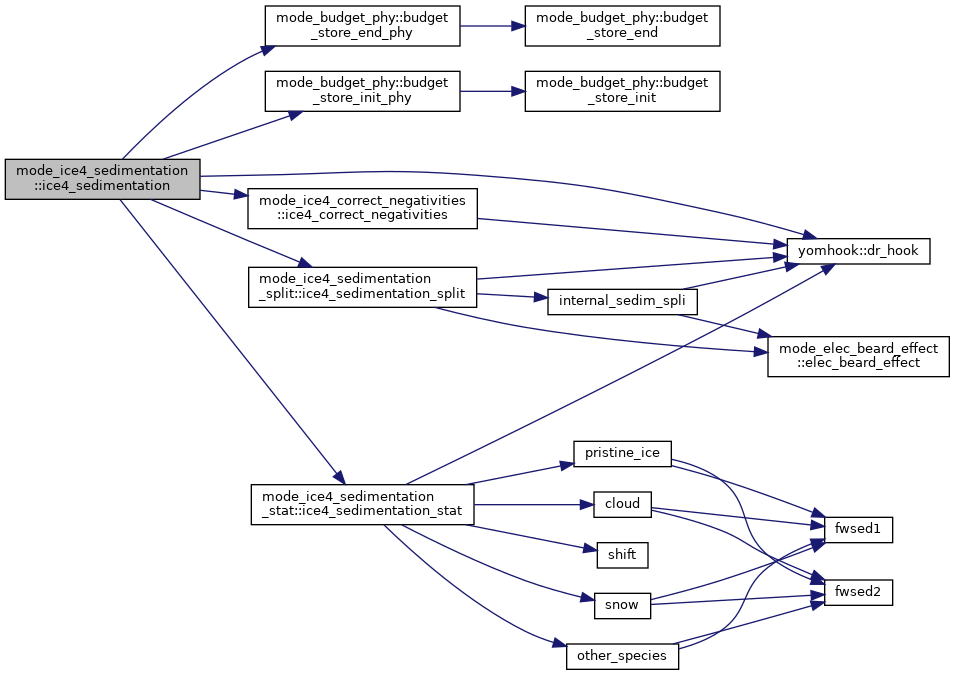 mode_budget_phy::budget
_store_end_phy
mode_budget_phy::budget
_store_end
mode_budget_phy::budget
_store_init_phy
mode_budget_phy::budget
_store_init
mode_ice4_sedimentation
::ice4_sedimentation
mode_ice4_correct_negativities
::ice4_correct_negativities
yomhook::dr_hook
mode_ice4_sedimentation
_split::ice4_sedimentation_split
internal_sedim_spli
mode_elec_beard_effect
::elec_beard_effect
mode_ice4_sedimentation
_stat::ice4_sedimentation_stat
pristine_ice
cloud
shift
snow
other_species
fwsed1
fwsed2